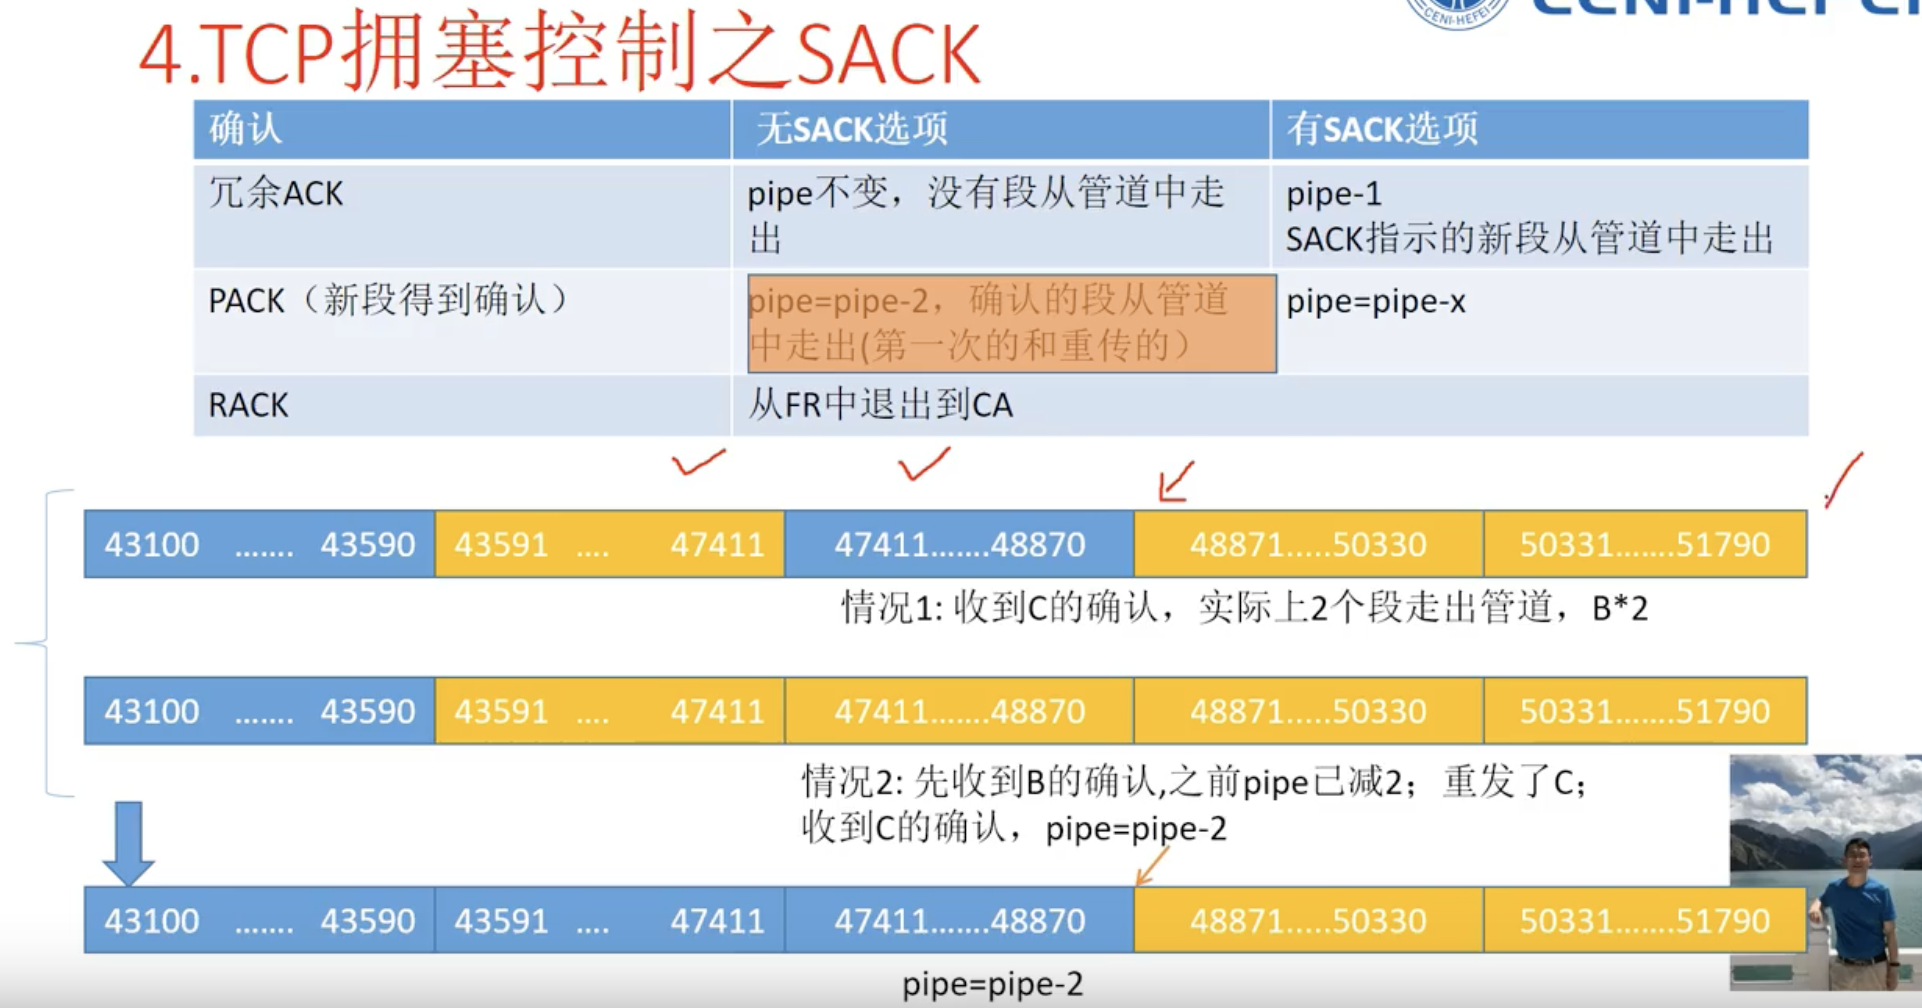 CENI-HEFEI
4.TCP拥塞控制之SACK
确认
无SACK选项
有SACK选项
冗余ACK
pipe不变，没有段从管道中走
出
pipe-1
SACK指示的新段从管道中走出
PACK（新段得到确认）
pipe=pipe-2，确认的段从管道
中走出(第一次的和重传的）
pipe=pipe-x
RACK
从FR中退出到CA
43100 ……. 43590 43591 …. 47411 47411…….48870 48871…..50330 50331…….51790
情况1: 收到C的确认，实际上2个段走出管道，B*2
43100 ……. 43590 43591 …. 47411 47411…….48870 48871…..50330 50331…….51790
情况2: 先收到B的确认,之前pipe已减2；重发了C；
收到C的确认，pipe=pipe-2
43100 ……. 43590 43591 …. 47411 47411…….48870 48871…..50330 50331…….51790
pipe=pipe-2